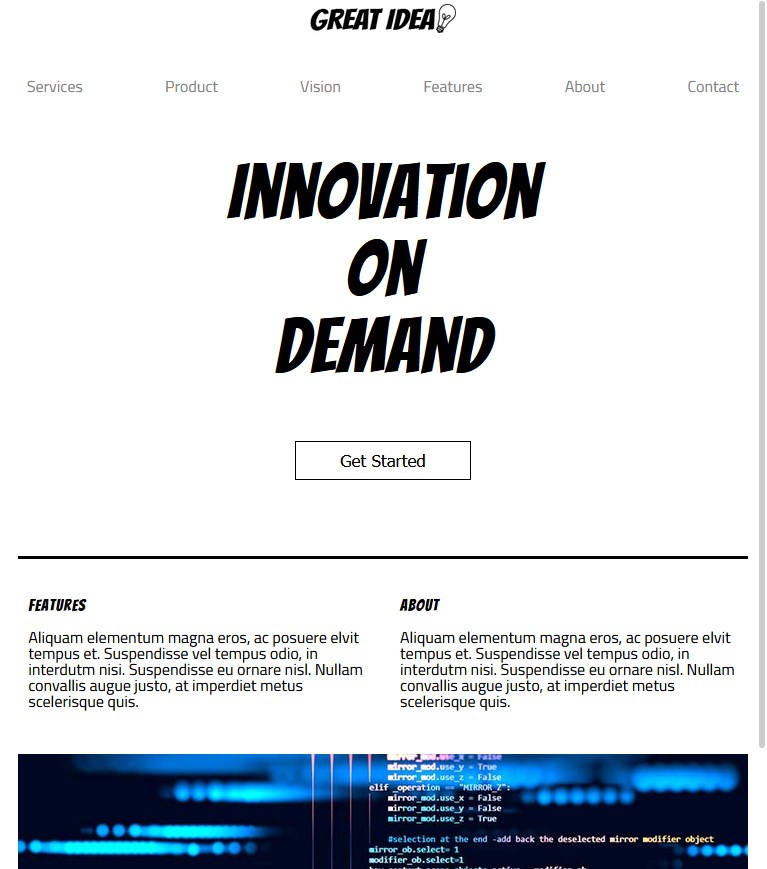 GREAT IDEA
Services Product Vision Features About Contact
INNOVATION
ON
DEMAND
Get Started
FEATURES
Aliquam elementum magna eros, ac posuere elvit
tempus et. Suspendisse vel tempus odio, in
interdutm nisi. Suspendisse eu ornare nisl. Nullam
convallis augue justo, at imperdiet metus
scelerisque quis.
ABOUT
Aliquam elementum magna eros, ac posuere elvit
tempus et. Suspendisse vel tempus odio, in
interdutm nisi. Suspendisse eu ornare nisl. Nullam
convallis augue justo, at imperdiet metus
scelerisque quis.
mirror_mod.use_x = False
mirror_mod.use_y = True
mirror_mod.use_z = False
elif _operation == "MIRROR_Z":
mirror_mod.use_x = False
mirror_mod.use_y = False
mirror_mod.use_z = True
#selection at the end -add back the deselected mirror modifier object
mirror_ob.select= 1
modifier_ob.select=1